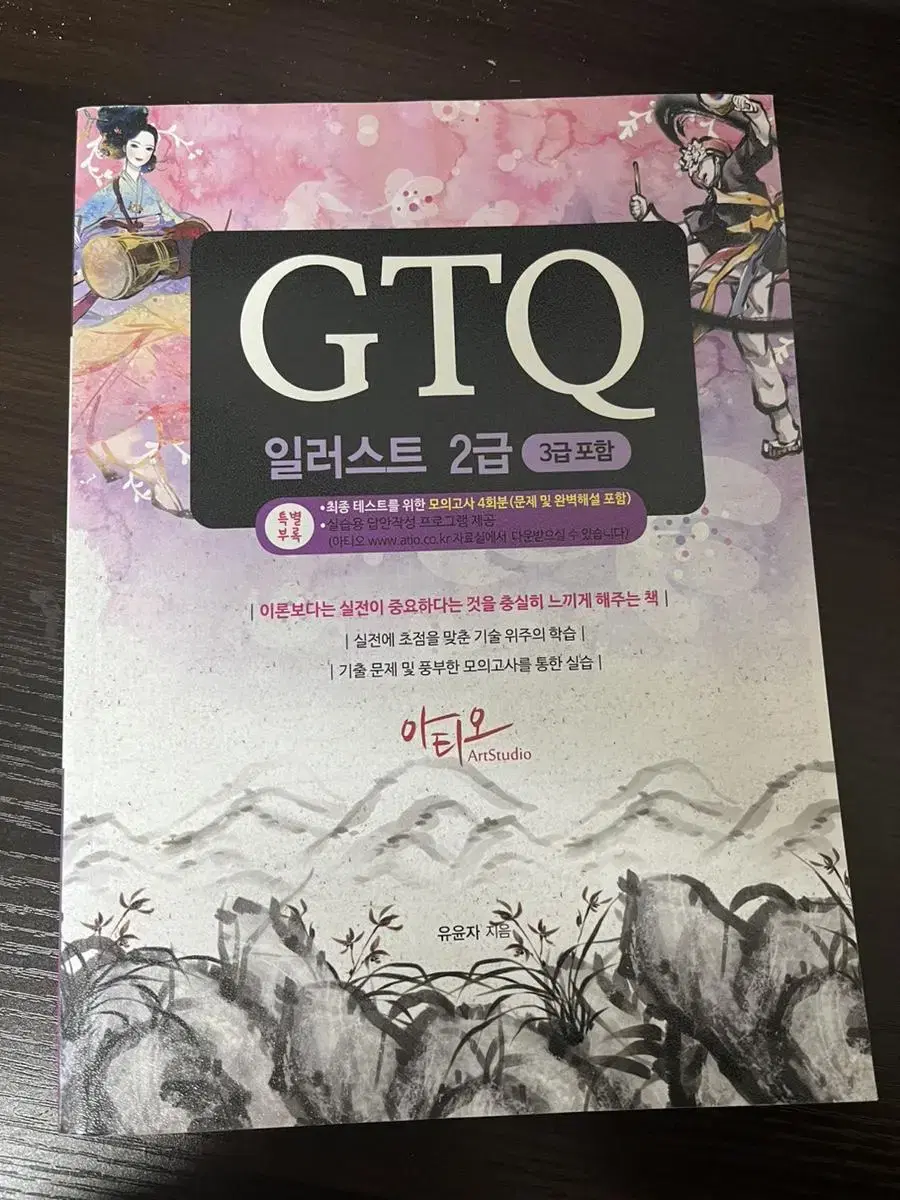 GTQ
일러스트 2급 3급 포함
특별
부록
•최종 테스트를 위한 모의고사 4회분(문제 및 완벽해설 포함)
•실습용 답안작성 프로그램 제공
(아티오 www.atio.co.kr 자료실에서 다운받으실 수 있습니다)
| 이론보다는 실전이 중요하다는 것을 충실히 느끼게 해주는 책 |
| 실전에 초점을 맞춘 기술 위주의 학습 |
| 기출 문제 및 풍부한 모의고사를 통한 실습 |
아티오
ArtStudio
유윤자 지음